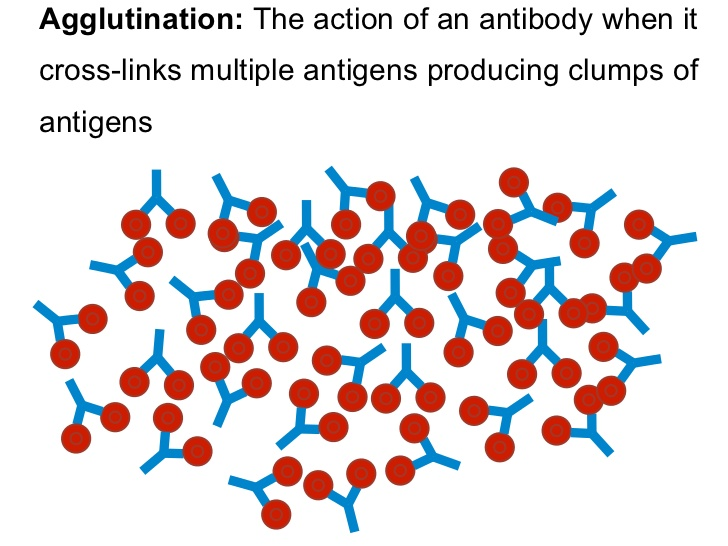 Agglutination: The action of an antibody when it
cross-links multiple antigens producing clumps of
antigens